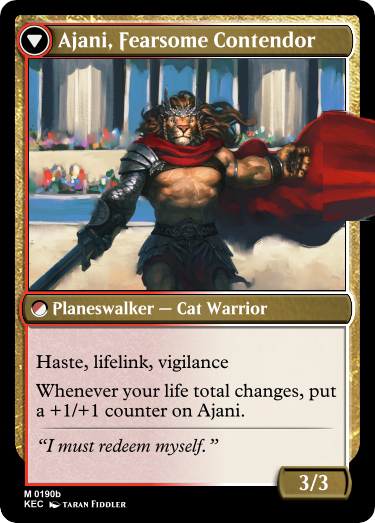 Ajani, Fearsome Contendor
Planeswalker — Cat Warrior
Haste, lifelink, vigilance
Whenever your life total changes, put
a +1/+1 counter on Ajani.
“I must redeem myself.”
3/3
M 0190b
KEC TARAN FIDDLER